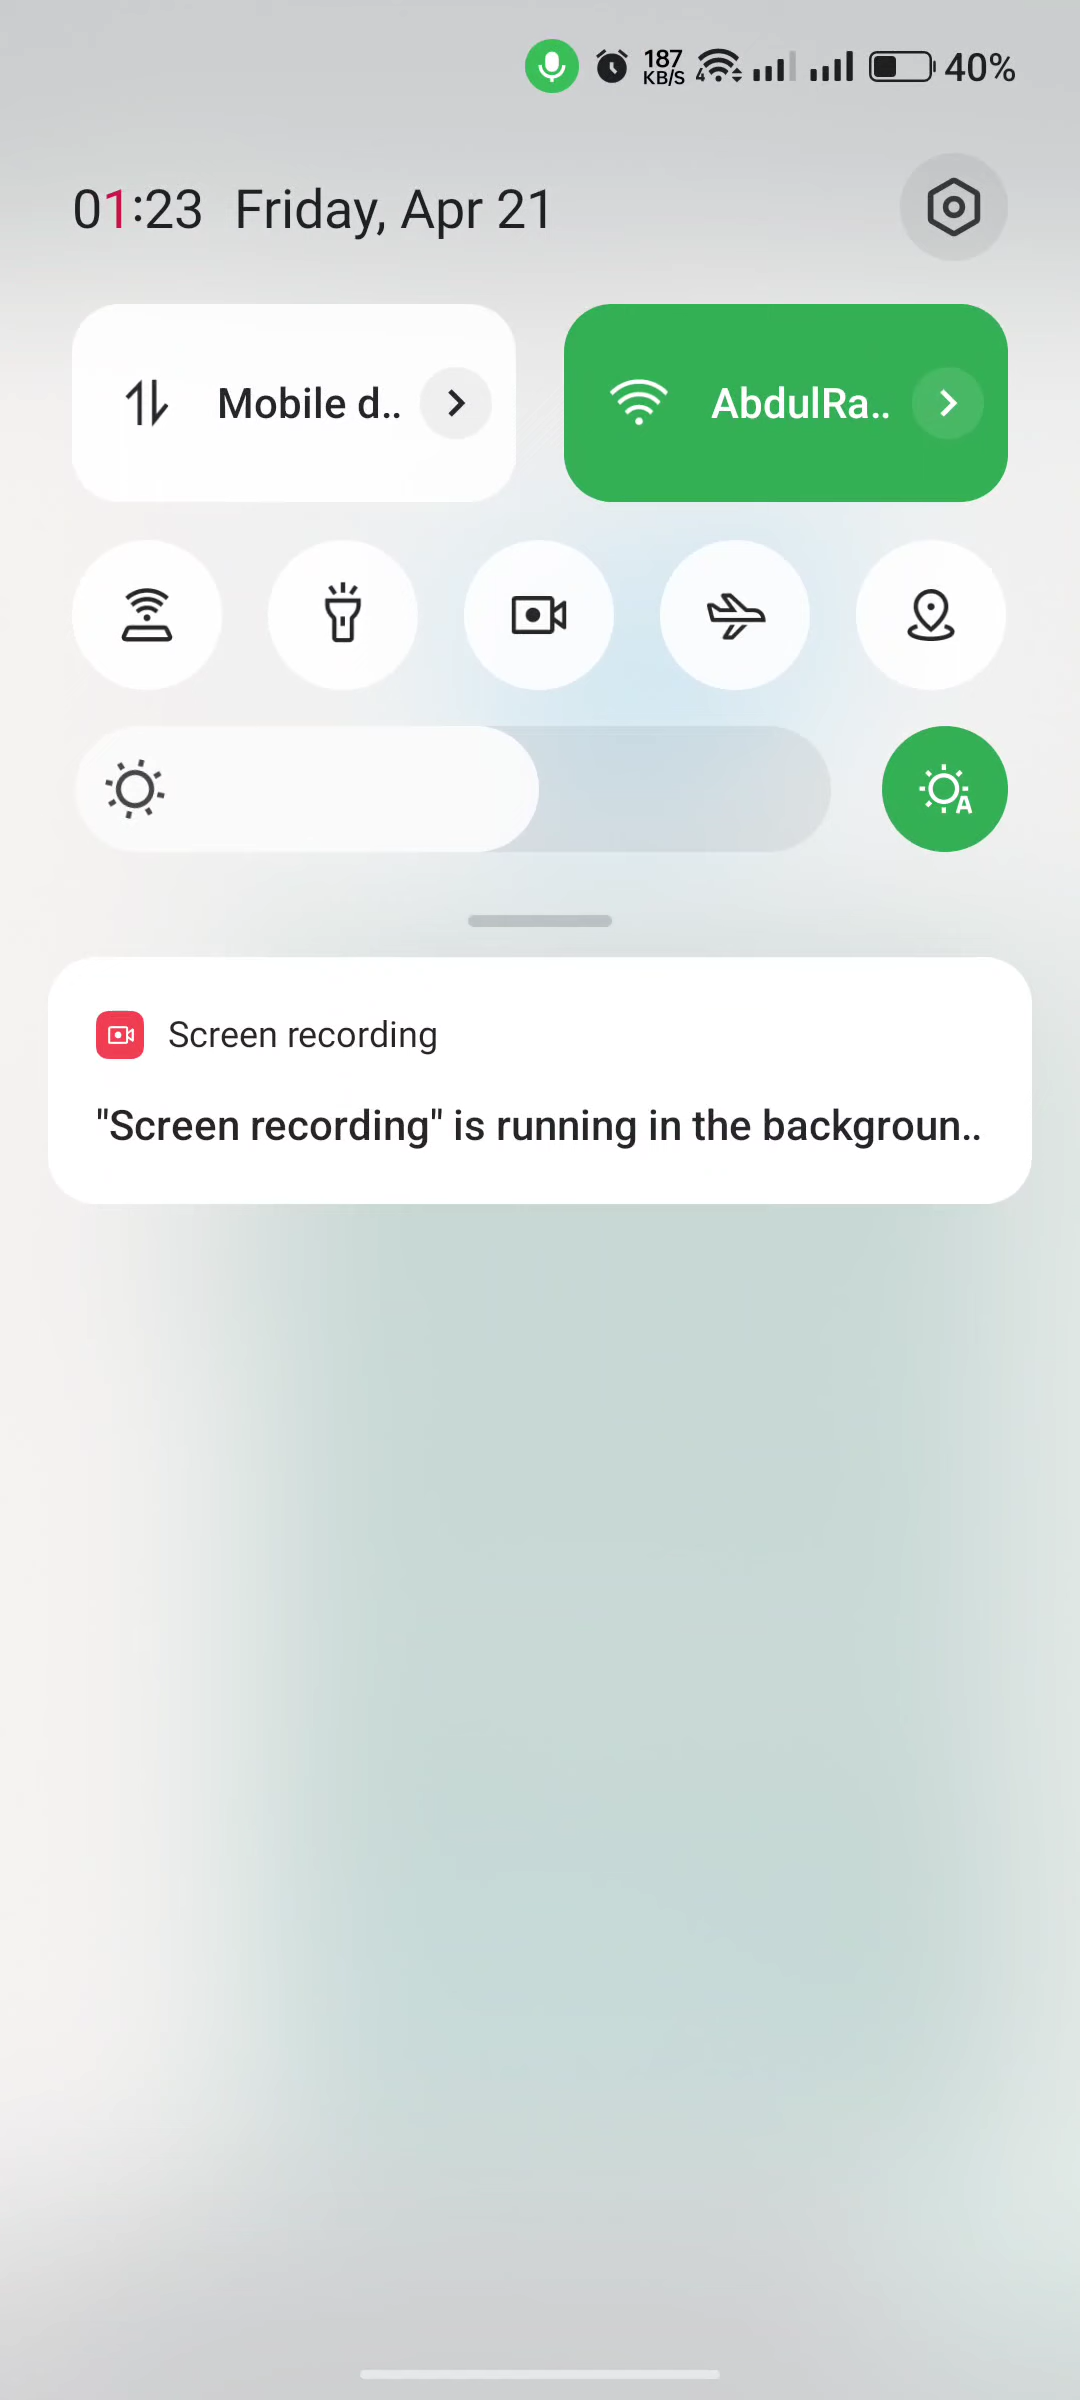 187 KB/S 4 40%
01:23 Friday, Apr 21
Mobile d.. AbdulRa..
A
Screen recording
"Screen recording" is running in the backgroun..